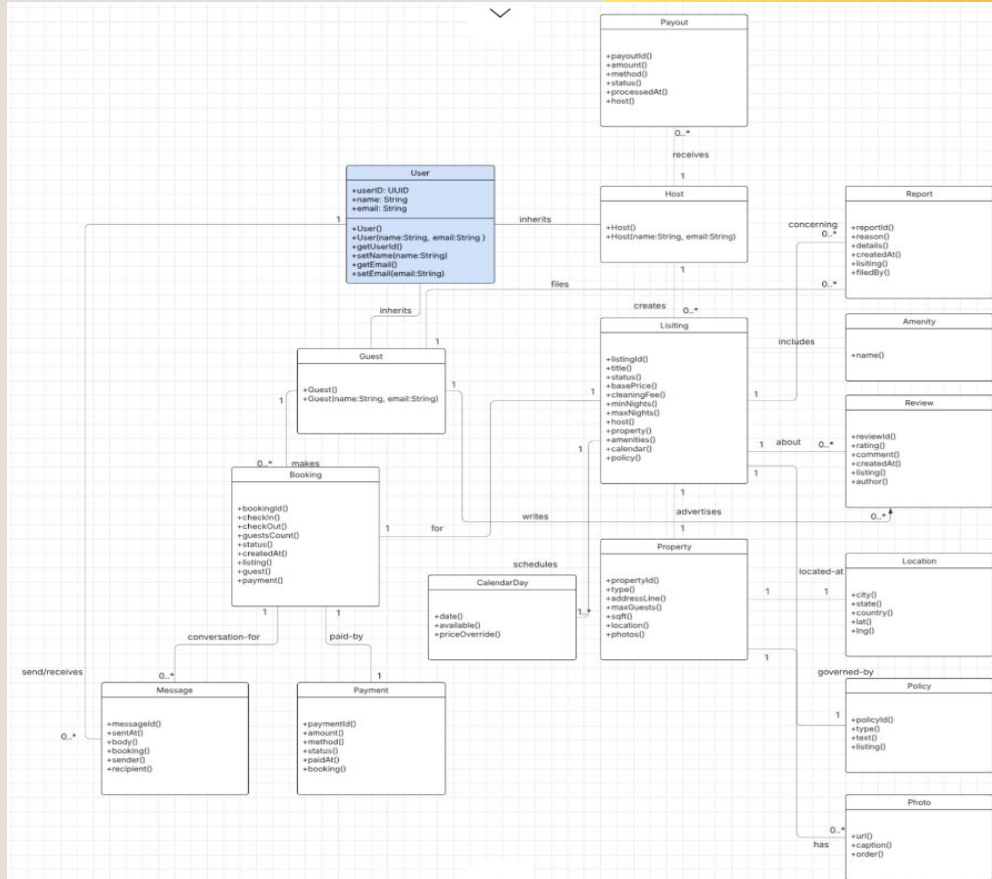 Payout
+payoutId()
+amount()
+method()
+status()
+processedAt()
+host()
0..*
receives
1
User
+userID: UUID
+name: String
+email: String
+User()
+User(name:String, email:String )
+getUserId()
+setName(name:String)
+getEmail()
+setEmail(email:String)
1
inherits
Host
+Host()
+Host(name:String, email:String)
1
Report
+reportId()
+reason()
+details()
+createdAt()
+lisiting()
+filedBy()
concerning
0..*
files
0..*
inherits
1
creates
0..*
Guest
+Guest()
+Guest(name:String, email:String)
1
1
Lisiting
+listingId()
+title()
+status()
+basePrice()
+cleaningFee()
+minNights()
+maxNights()
+host()
+property()
+amenities()
+calendar()
+policy()
1
1
includes
1
1
about
0..*
1
1
Amenity
+name()
Review
+reviewId()
+rating()
+comment()
+createdAt()
+listing()
+author()
0..*
makes
Booking
+bookingId()
+checkIn()
+checkOut()
+guestsCount()
+status()
+createdAt()
+listing()
+guest()
+payment()
1
for
writes
0..*
advertises
1
Property
+propertyId()
+type()
+addressLine()
+maxGuests()
+sqft()
+location()
+photos()
schedules
CalendarDay
+date()
+available()
+priceOverride()
1..*
located-at
1
1
Location
+city()
+state()
+country()
+lat()
+lng()
1
1
1
conversation-for
paid-by
send/receives
0..*
1
0..*
Message
+messageId()
+sentAt()
+body()
+booking()
+sender()
+recipient()
Payment
+paymentId()
+amount()
+method()
+status()
+paidAt()
+booking()
governed-by
1
Policy
+policyId()
+type()
+text()
+listing()
Photo
+url()
+caption()
+order()
0..*
has